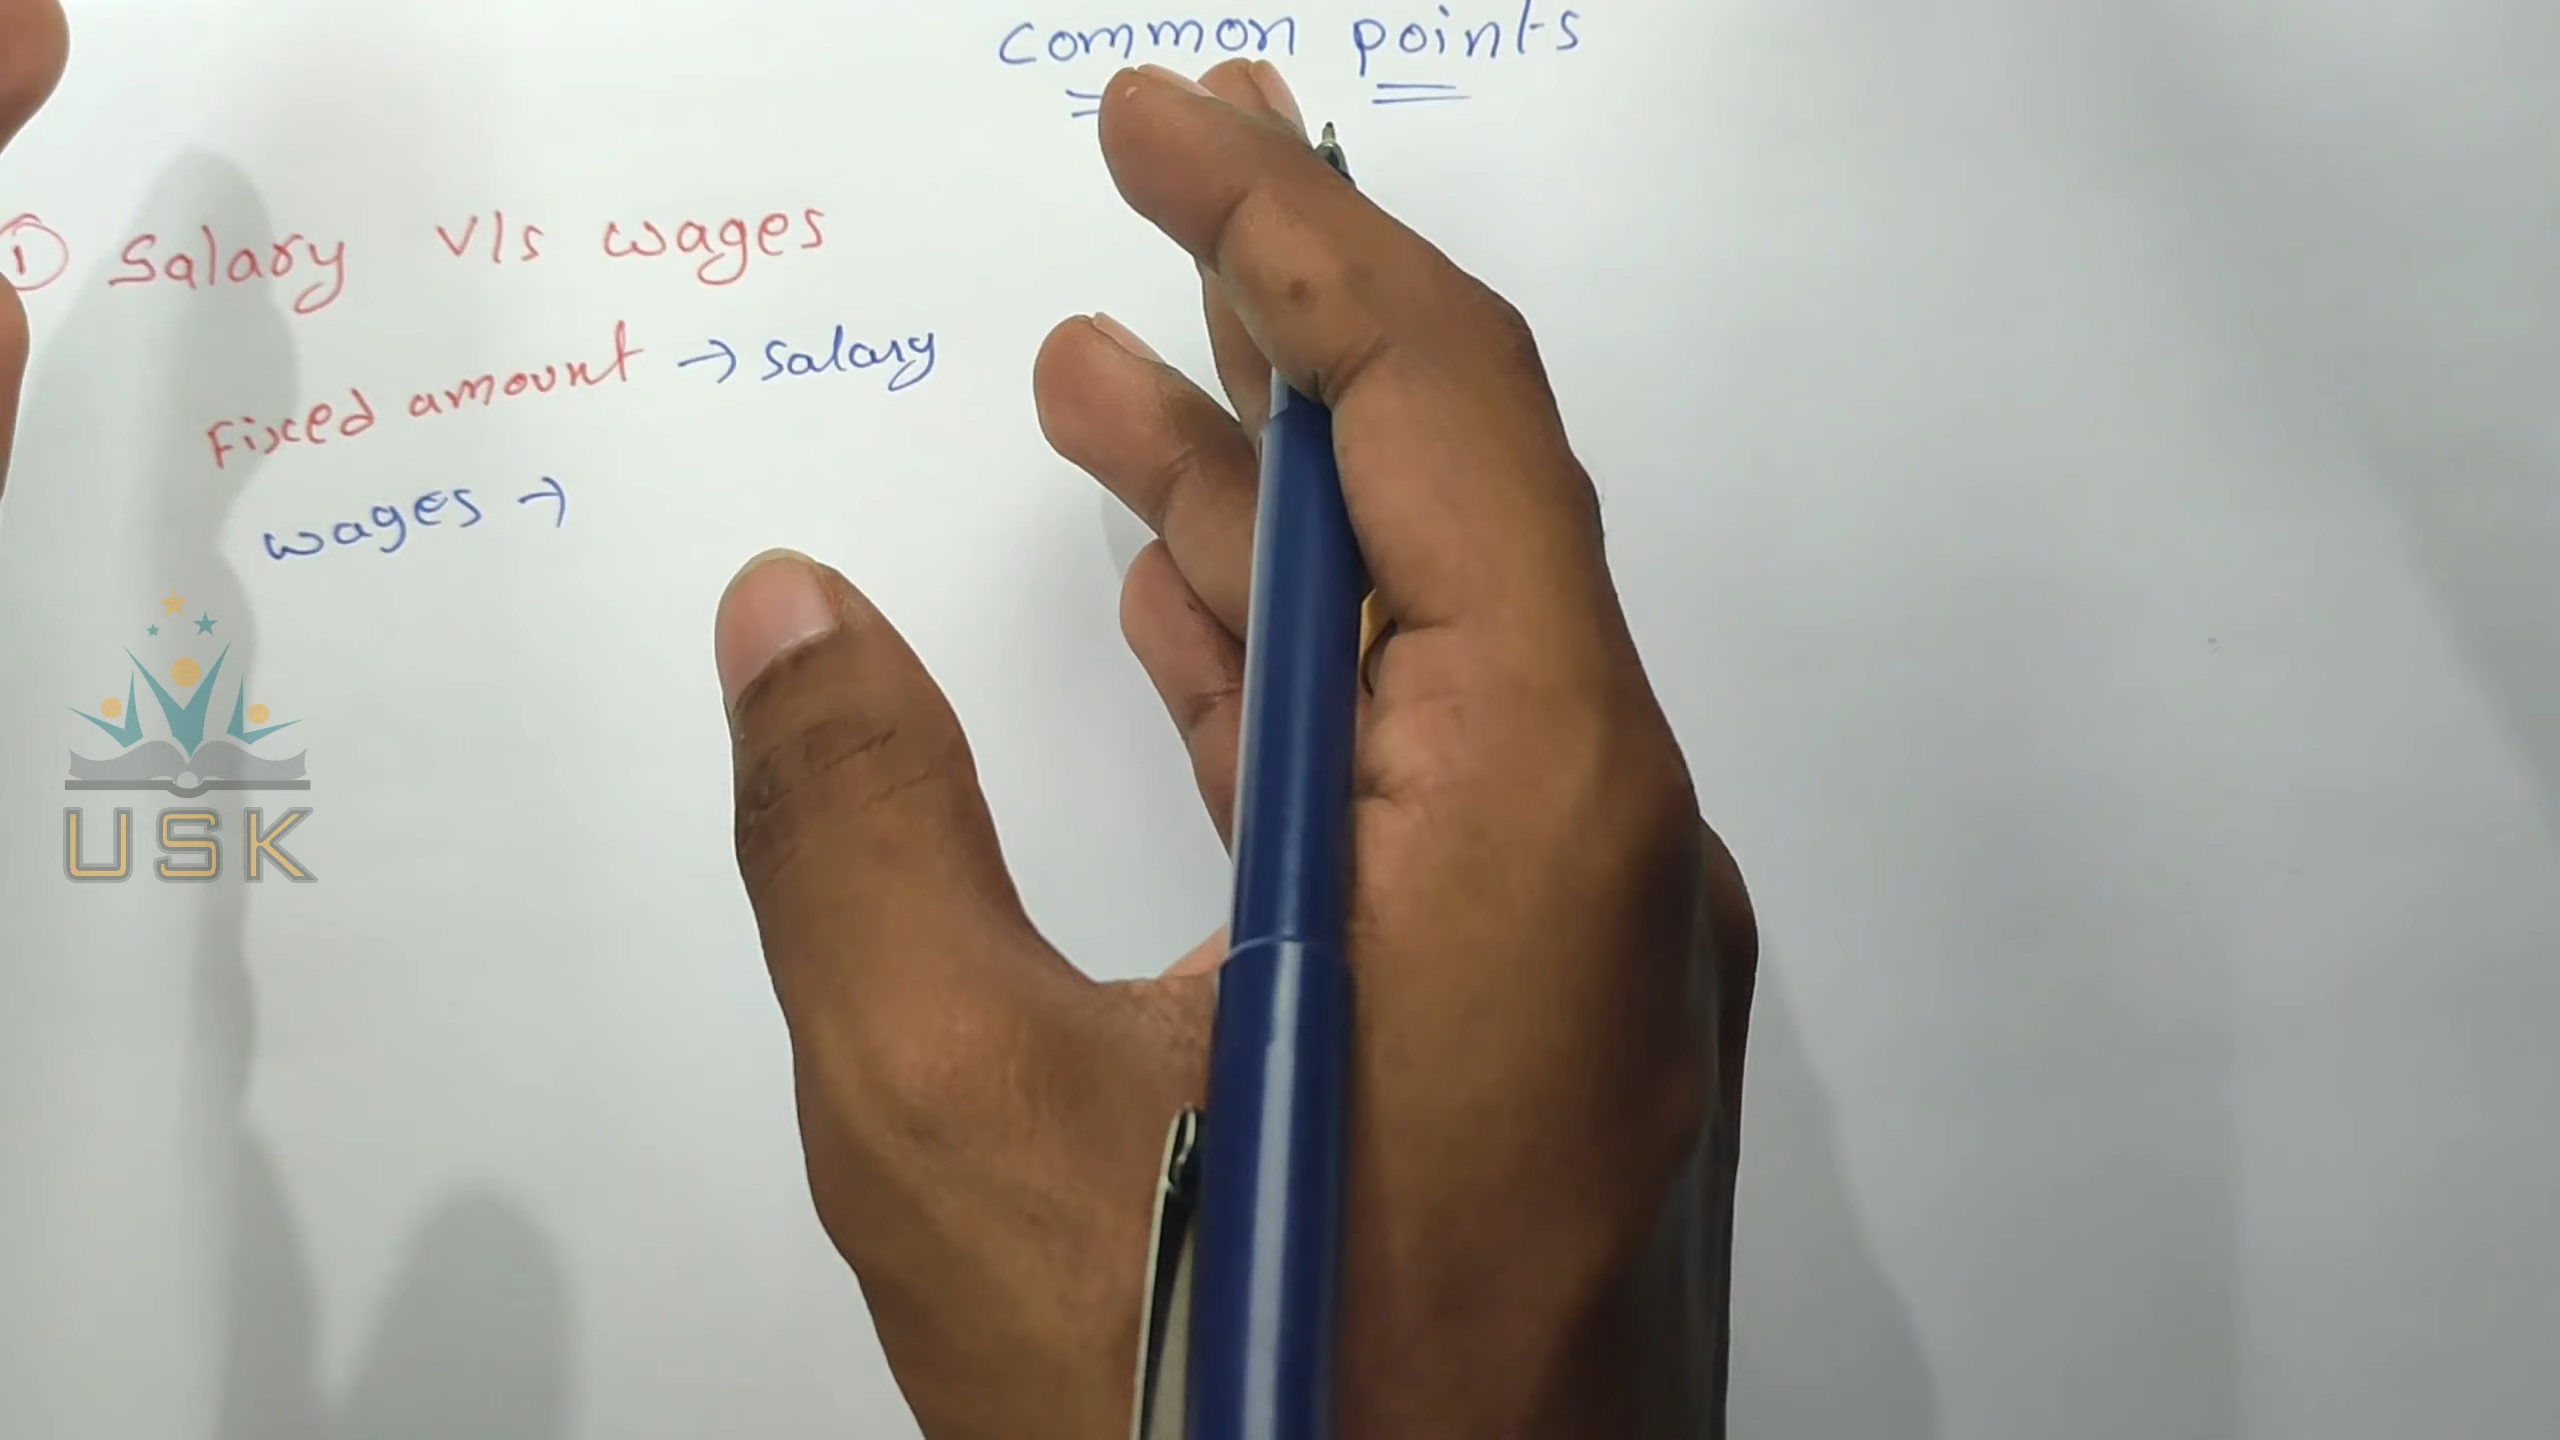 common points
① Salary v/s wages
Fixed amount → salary
wages →
USK